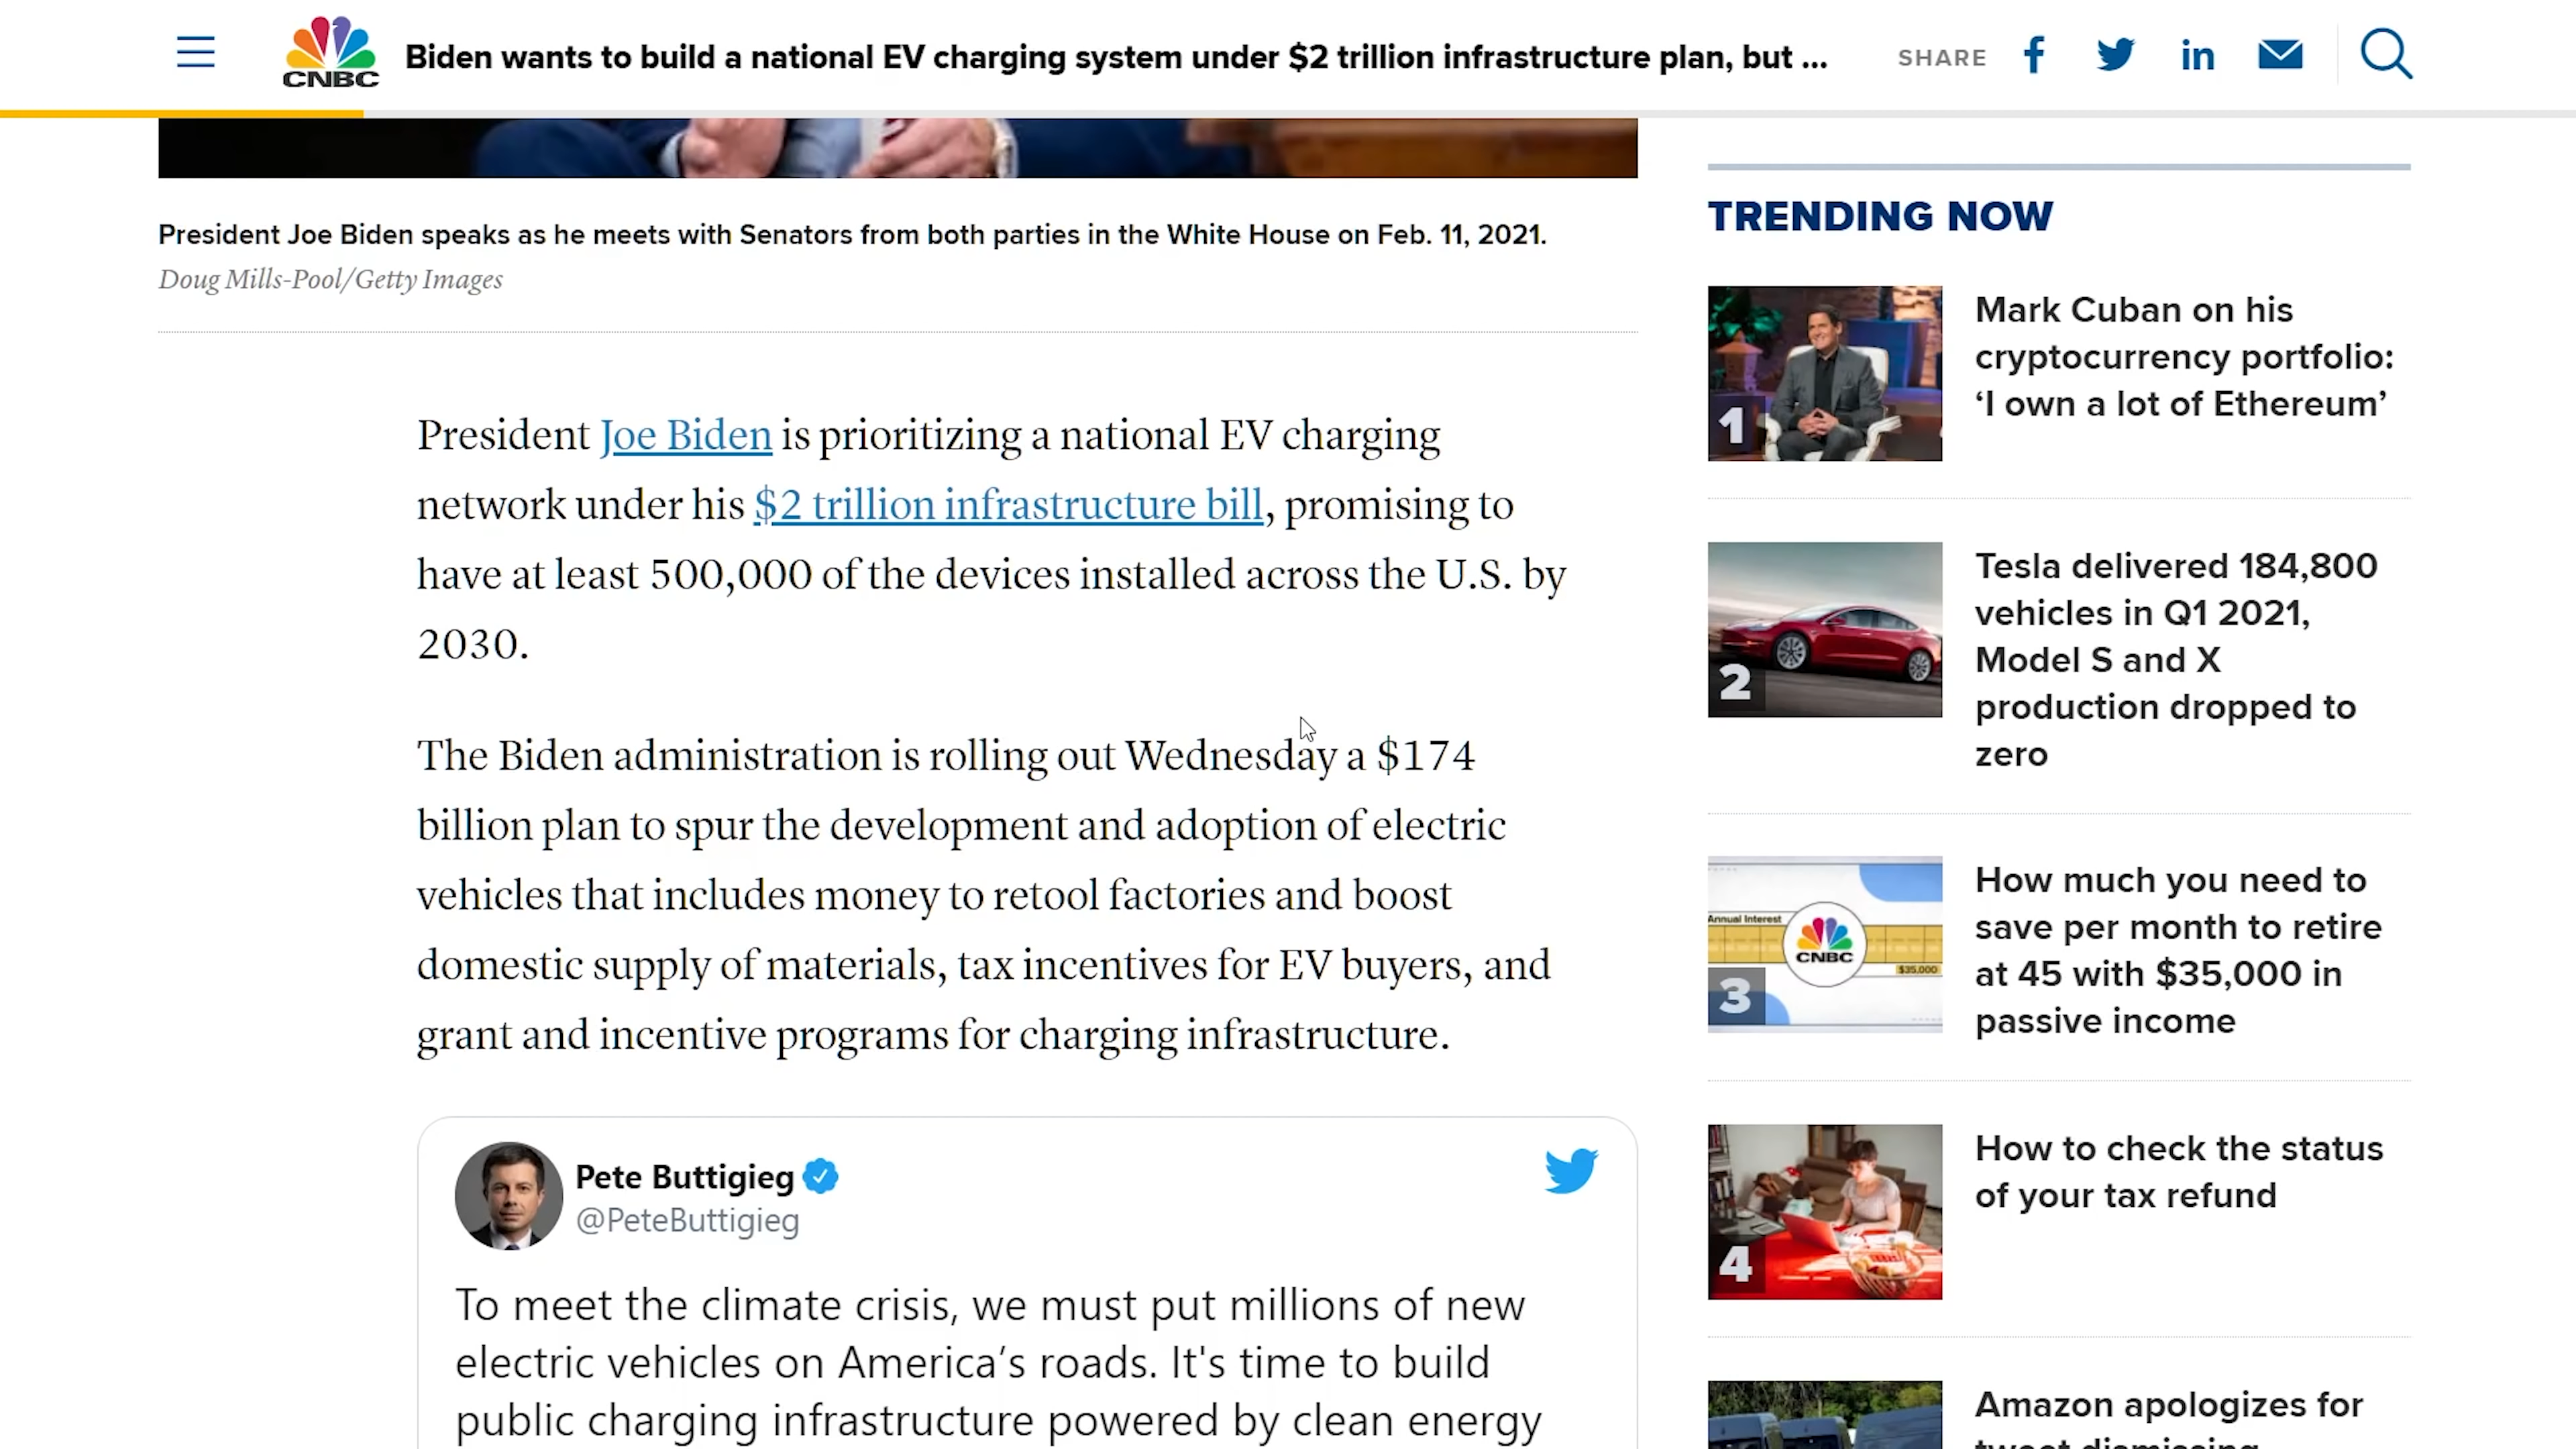 CNBC
Biden wants to build a national EV charging system under $2 trillion infrastructure plan, but ...
SHARE
President Joe Biden speaks as he meets with Senators from both parties in the White House on Feb. 11, 2021.
Doug Mills-Pool/Getty Images
President Joe Biden is prioritizing a national EV charging
network under his $2 trillion infrastructure bill, promising to
have at least 500,000 of the devices installed across the U.S. by
2030.
The Biden administration is rolling out Wednesday a $174
billion plan to spur the development and adoption of electric
vehicles that includes money to retool factories and boost
domestic supply of materials, tax incentives for EV buyers, and
grant and incentive programs for charging infrastructure.
Pete Buttigieg
@PeteButtigieg
To meet the climate crisis, we must put millions of new
electric vehicles on America's roads. It's time to build
public charging infrastructure powered by clean energy
TRENDING NOW
1
Mark Cuban on his
cryptocurrency portfolio:
‘I own a lot of Ethereum’
2
Tesla delivered 184,800
vehicles in Q1 2021,
Model S and X
production dropped to
zero
Annual Interest
CNBC
$35,000
3
How much you need to
save per month to retire
at 45 with $35,000 in
passive income
4
How to check the status
of your tax refund
Amazon apologizes for
tweet dismissing